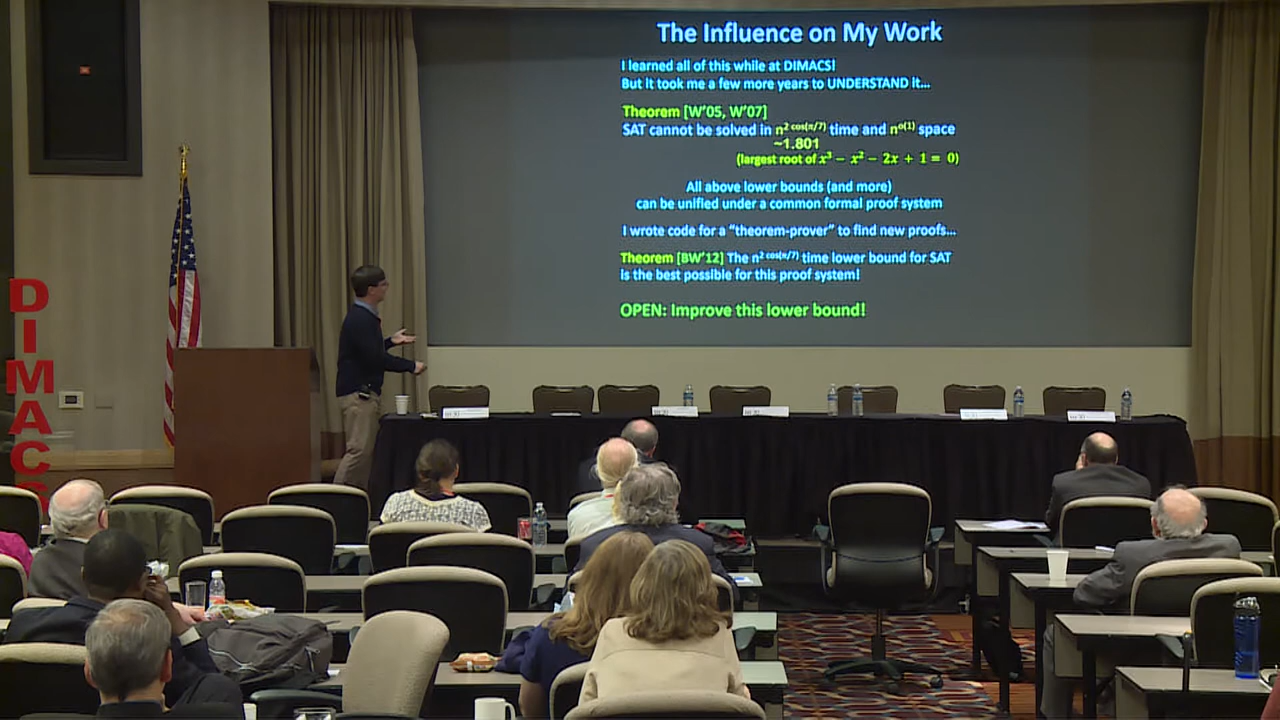 The Influence on My Work
I learned all of this while at DIMACS!
But it took me a few more years to UNDERSTAND it...
Theorem [W'05, W'07]
SAT cannot be solved in n^2 cos(π/7) time and n^o(1) space
~1.801
(largest root of x³ − x² − 2x + 1 = 0)
All above lower bounds (and more)
can be unified under a common formal proof system
I wrote code for a "theorem-prover" to find new proofs...
Theorem [BW'12] The n^2 cos(π/7) time lower bound for SAT
is the best possible for this proof system!
OPEN: Improve this lower bound!
DIMACS